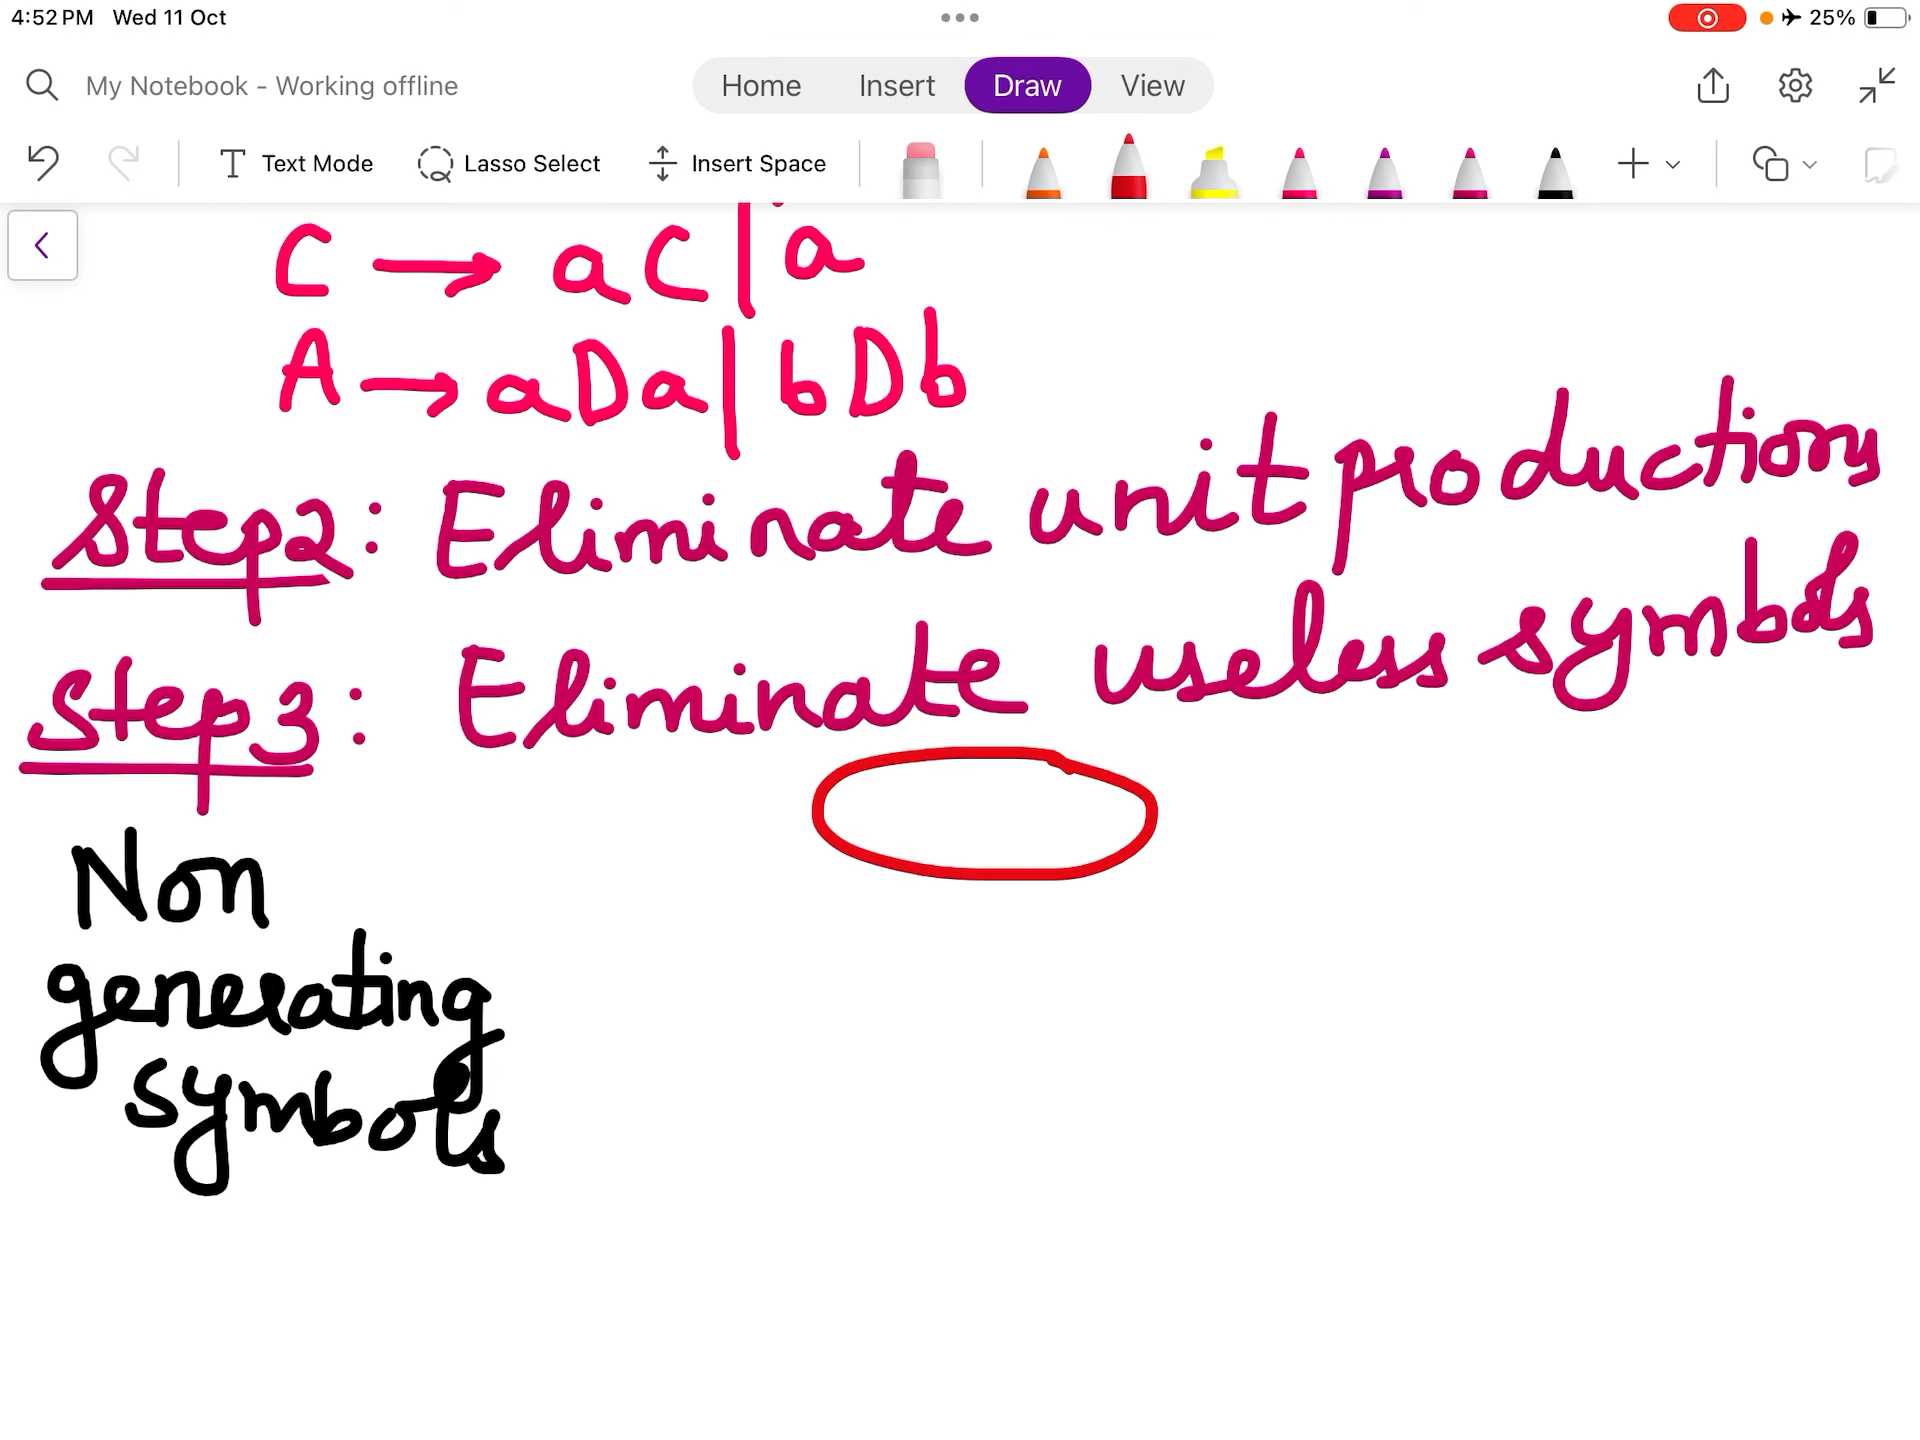 4:52 PM Wed 11 Oct
25%
My Notebook - Working offline
Home Insert Draw View
Text Mode Lasso Select Insert Space
C → aC | a
A → aDa | bDb
Step2: Eliminate unit productions
Step3: Eliminate useless symbols
Non
generating
symbols